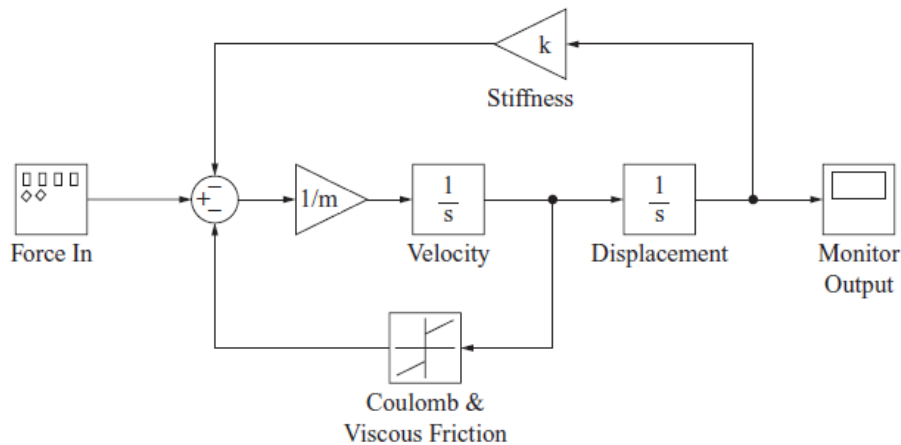 k
Stiffness
+
−
−
1/m
1
s
1
s
Force In
Velocity
Displacement
Monitor
Output
Coulomb &
Viscous Friction